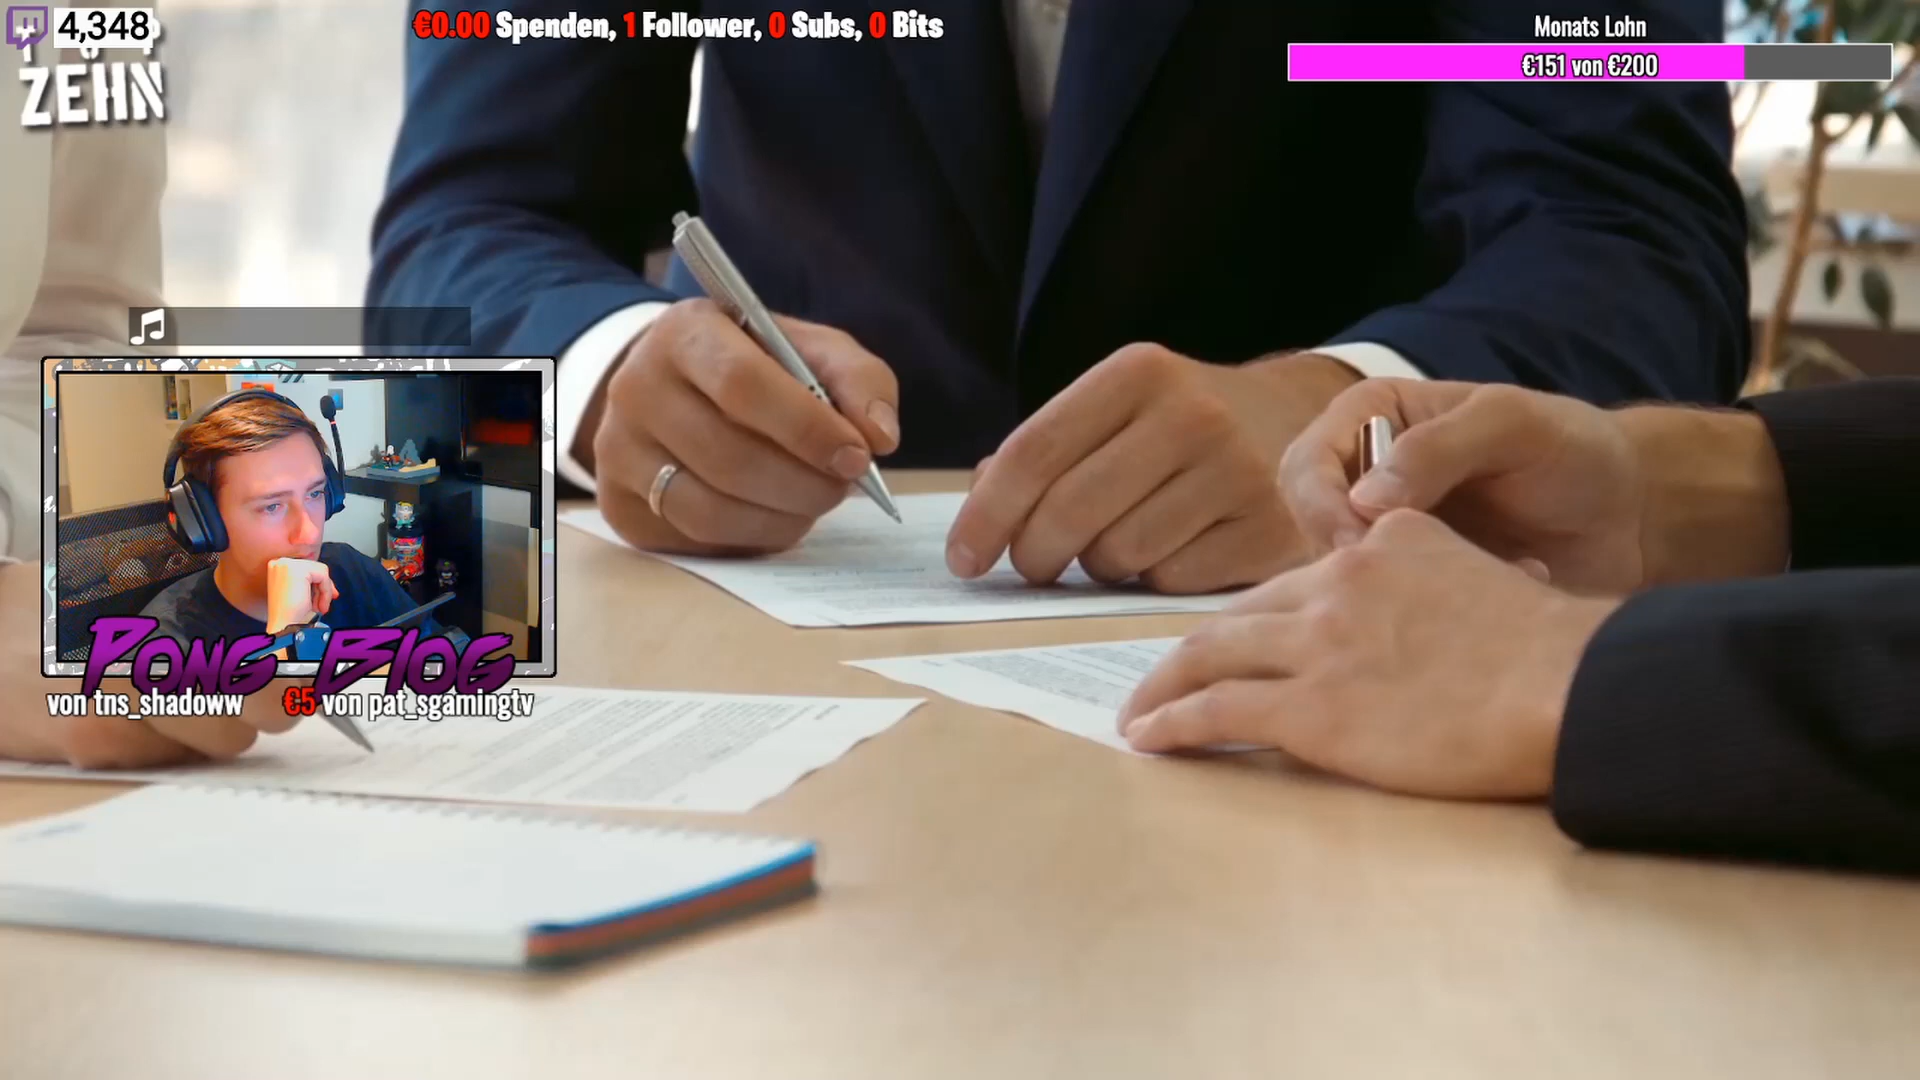 4,348
€0.00 Spenden, 1 Follower, 0 Subs, 0 Bits
Monats Lohn
€151 von €200
TOP
ZEHN
PONG BLOG
von tns_shadoww €5 von pat_sgamingtv